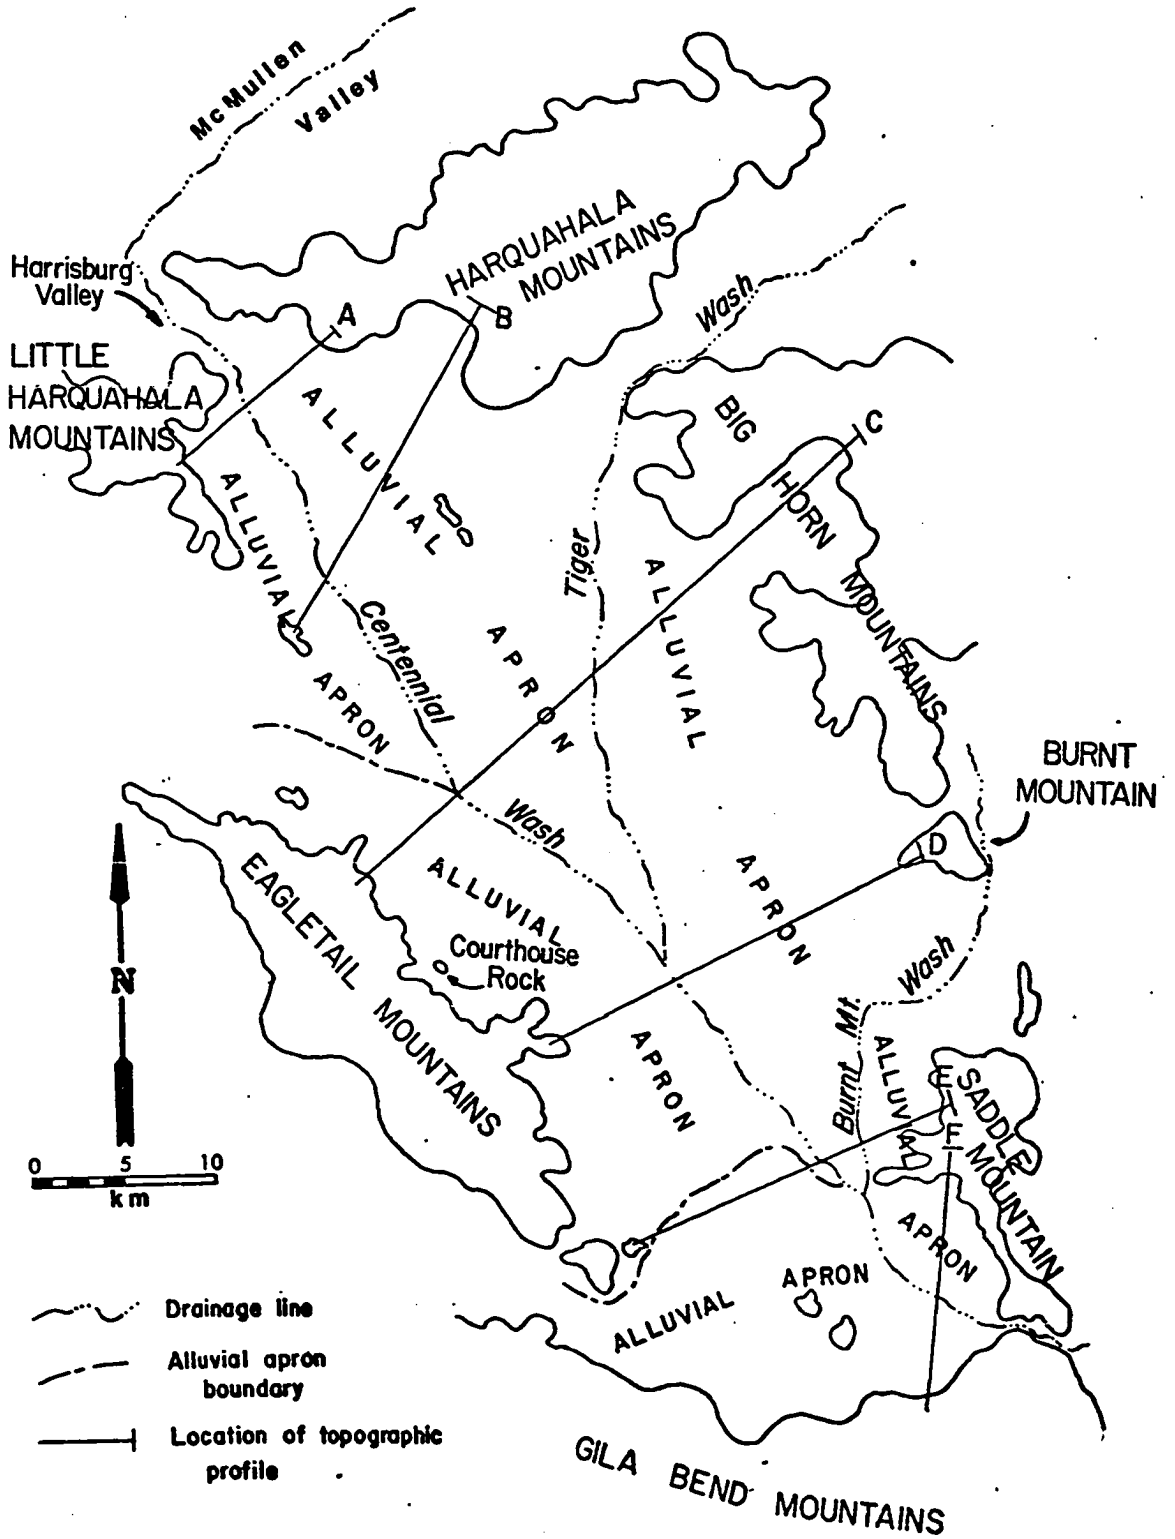 McMullen
Valley
HARQUAHALA
MOUNTAINS
Harrisburg
Valley
A
B
Wash
LITTLE
HARQUAHALA
MOUNTAINS
ALLUVIAL
BIG
C
ALLUVIAL
HORN
Tiger
ALLUVIAL
MOUNTAINS
Centennial
APRON
APRON
BURNT
MOUNTAIN
Wash
D
EAGLETAIL
MOUNTAINS
ALLUVIAL
APRON
Courthouse
Rock
Wash
N
Burnt Mt.
APRON
ALLUVIAL
E
SADDLE
MOUNTAIN
F
0 5 10
km
APRON
APRON
ALLUVIAL
Drainage line
Alluvial apron
boundary
Location of topographic
profile
GILA BEND MOUNTAINS